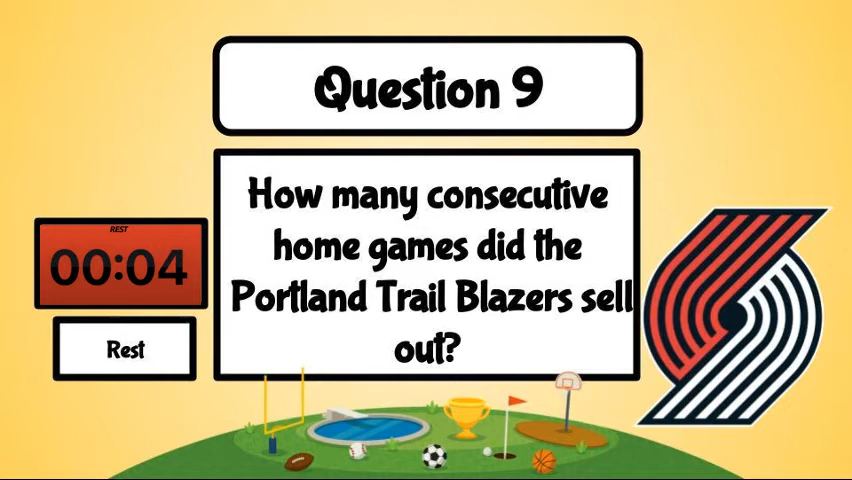 Question 9
How many consecutive
home games did the
Portland Trail Blazers sell
out?
REST
00:04
Rest